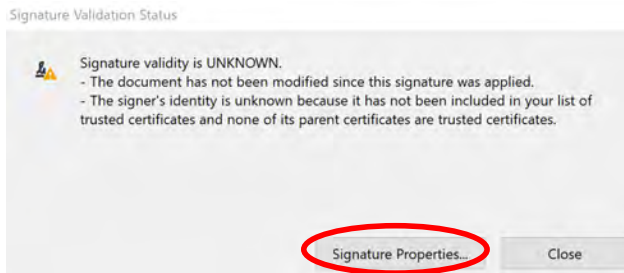 Signature Validation Status
Signature validity is UNKNOWN.
- The document has not been modified since this signature was applied.
- The signer's identity is unknown because it has not been included in your list of
trusted certificates and none of its parent certificates are trusted certificates.
Signature Properties... Close